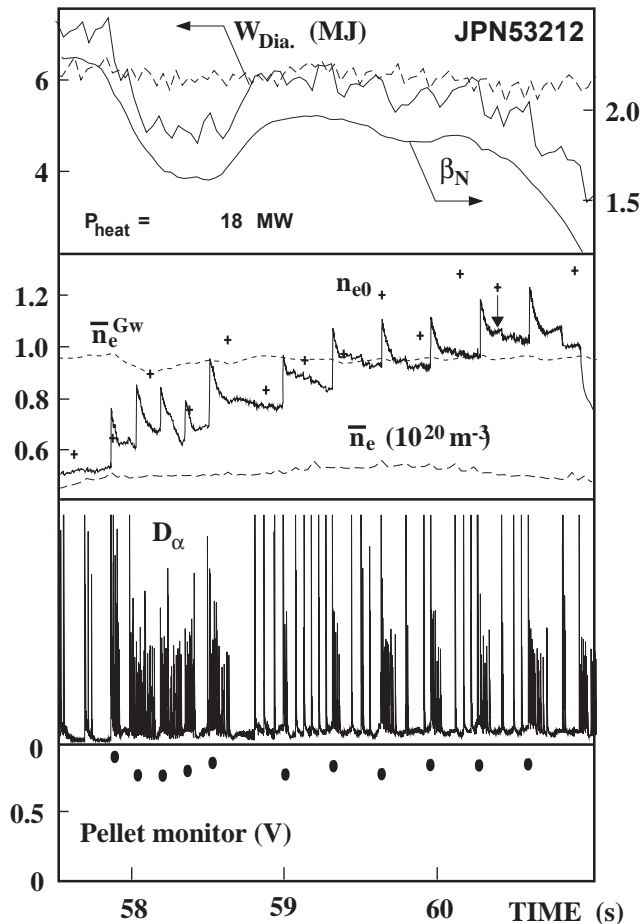 W_Dia. (MJ) JPN53212
6
2.0
4
β_N
1.5
P_heat = 18 MW
1.2
n_e0
n̅_e^Gw
1.0
0.8
n̅_e (10^20 m^-3)
0.6
D_α
0
0.5
Pellet monitor (V)
0
58 59 60 TIME (s)